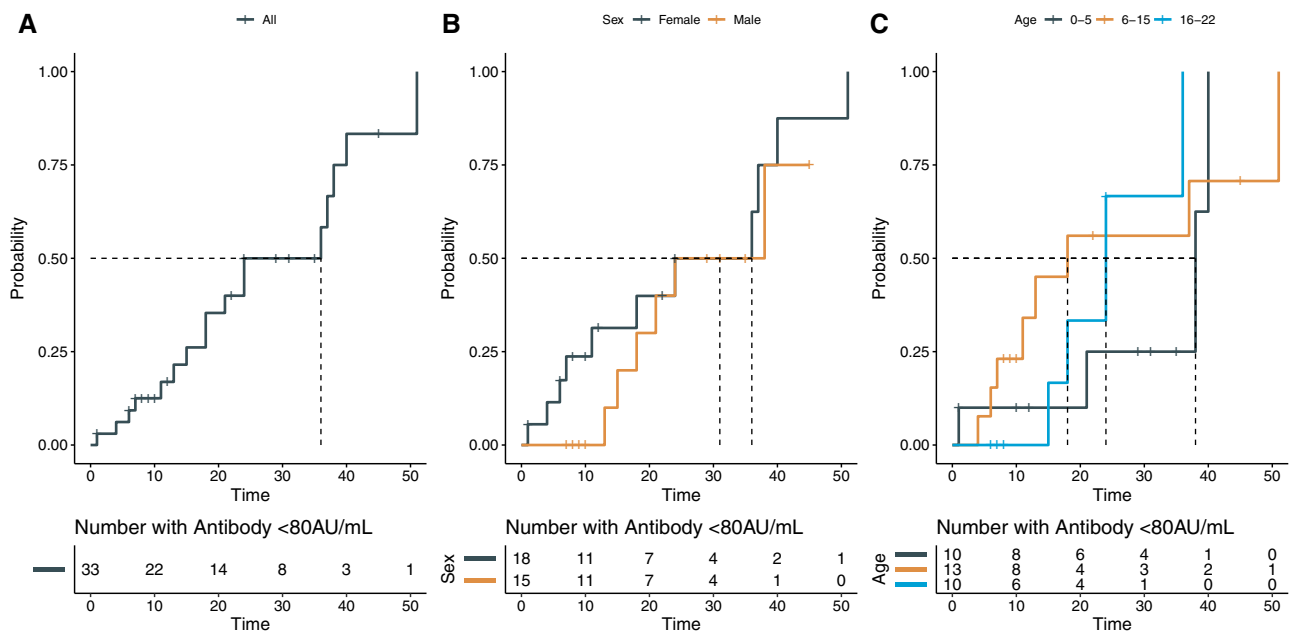 A
All
1.00
0.75
0.50
0.25
0.00
Probability
0 10 20 30 40 50
Time
Number with Antibody <80AU/mL
33 22 14 8 3 1
0 10 20 30 40 50
Time
B
Sex Female Male
1.00
0.75
0.50
0.25
0.00
Probability
0 10 20 30 40 50
Time
Number with Antibody <80AU/mL
Sex
18 11 7 4 2 1
15 11 7 4 1 0
0 10 20 30 40 50
Time
C
Age 0-5 6-15 16-22
1.00
0.75
0.50
0.25
0.00
Probability
0 10 20 30 40 50
Time
Number with Antibody <80AU/mL
Age
10 8 6 4 1 0
13 8 4 3 2 1
10 6 4 1 0 0
0 10 20 30 40 50
Time